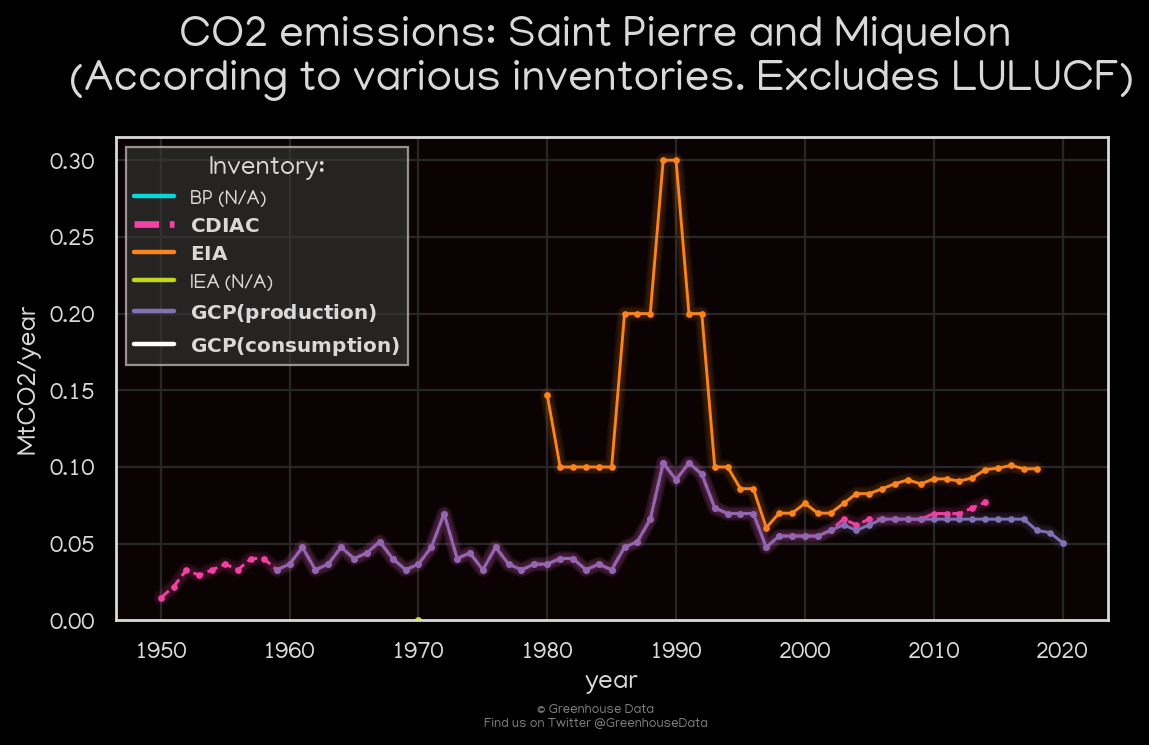 CO2 emissions: Saint Pierre and Miquelon
(According to various inventories. Excludes LULUCF)
Inventory:
BP (N/A)
CDIAC
EIA
IEA (N/A)
GCP(production)
GCP(consumption)
0.30
0.25
0.20
0.15
0.10
0.05
0.00
MtCO2/year
1950 1960 1970 1980 1990 2000 2010 2020
year
© Greenhouse Data
Find us on Twitter @GreenhouseData